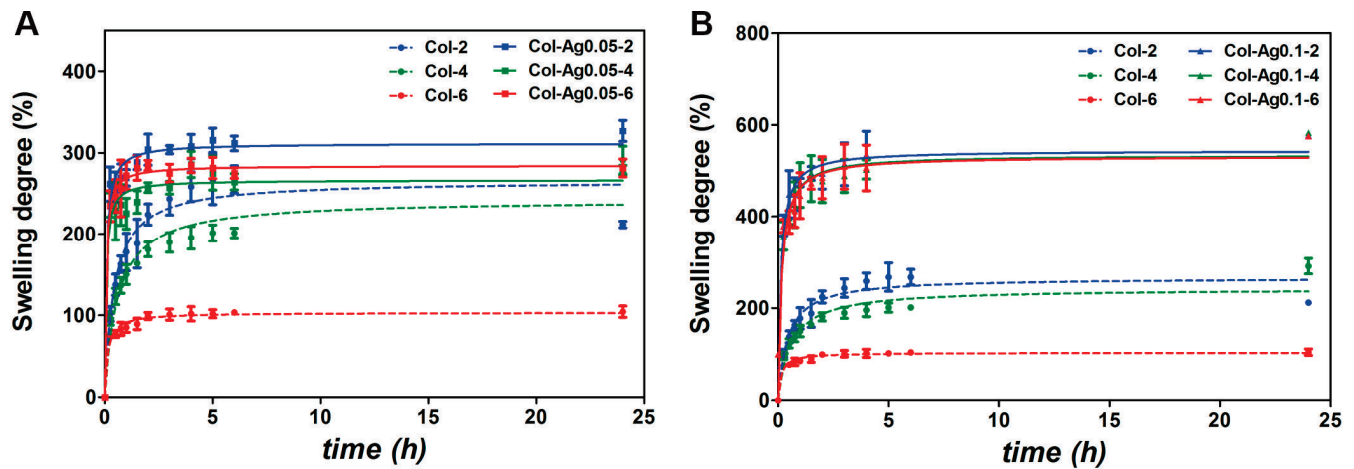 A
Swelling degree (%)
400
300
200
100
0
Col-2 Col-Ag0.05-2
Col-4 Col-Ag0.05-4
Col-6 Col-Ag0.05-6
0 5 10 15 20 25
time (h)
B
Swelling degree (%)
800
600
400
200
0
Col-2 Col-Ag0.1-2
Col-4 Col-Ag0.1-4
Col-6 Col-Ag0.1-6
0 5 10 15 20 25
time (h)